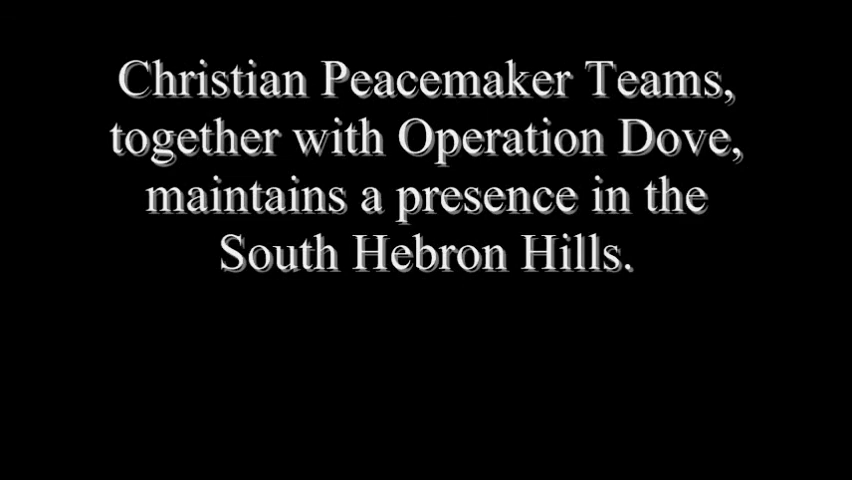 Christian Peacemaker Teams,
together with Operation Dove,
maintains a presence in the
South Hebron Hills.